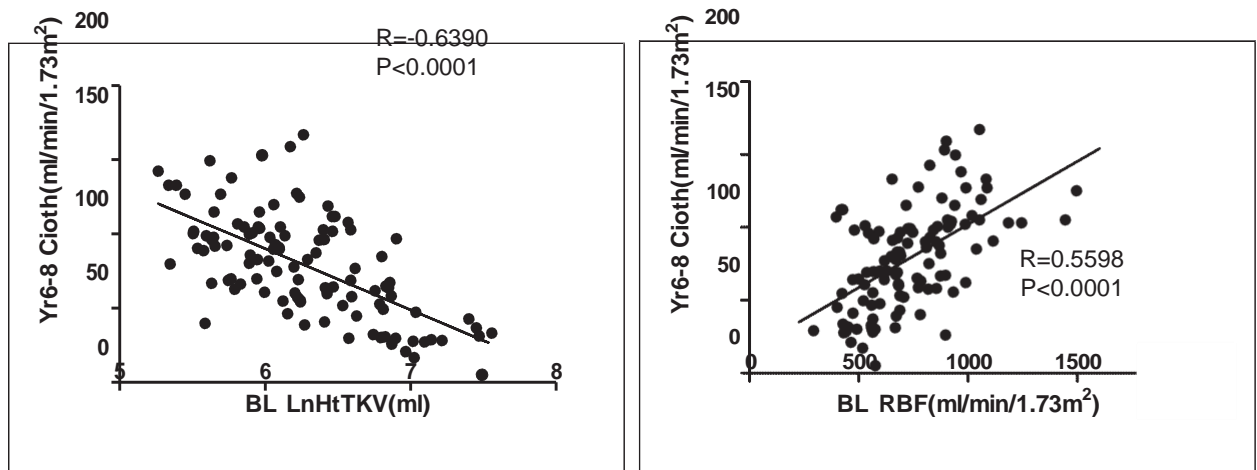 200
R=-0.6390
P<0.0001
150
100
50
0
Yr6-8 Cioth(ml/min/1.73m²)
5 6 7 8
BL LnHtTKV(ml)
200
150
100
50
0
Yr6-8 Cioth(ml/min/1.73m²)
R=0.5598
P<0.0001
0 500 1000 1500
BL RBF(ml/min/1.73m²)